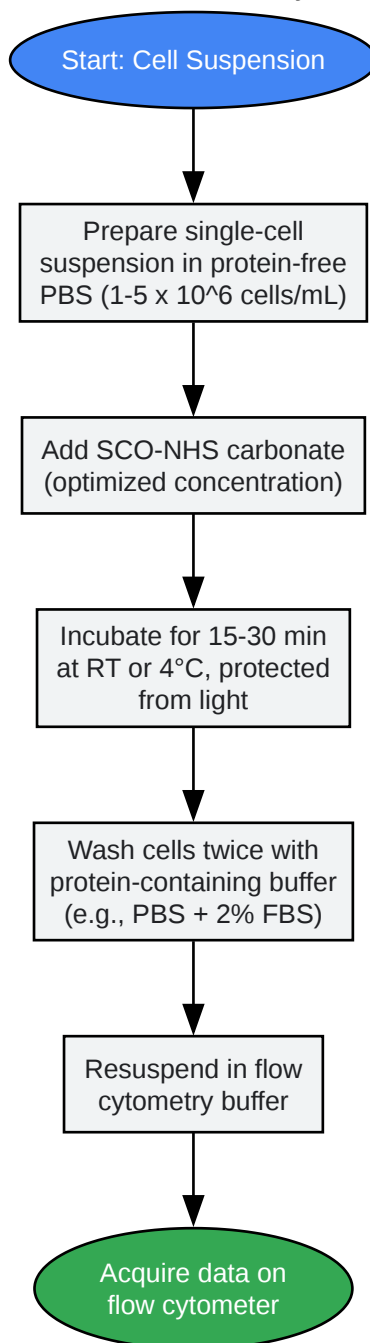 Start: Cell Suspension
Prepare single-cell
suspension in protein-free
PBS (1-5 x 10^6 cells/mL)
Add SCO-NHS carbonate
(optimized concentration)
Incubate for 15-30 min
at RT or 4°C, protected
from light
Wash cells twice with
protein-containing buffer
(e.g., PBS + 2% FBS)
Resuspend in flow
cytometry buffer
Acquire data on
flow cytometer